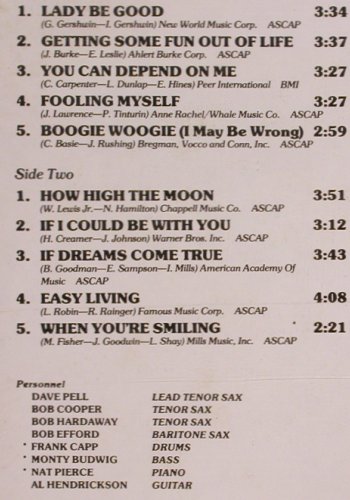 1. LADY BE GOOD 3:34
(G. Gershwin—I. Gershwin) New World Music Corp. ASCAP
2. GETTING SOME FUN OUT OF LIFE 3:37
(J. Burke—E. Leslie) Ahlert Burke Corp. ASCAP
3. YOU CAN DEPEND ON ME 3:27
(C. Carpenter—L. Dunlap—E. Hines) Peer International BMI
4. FOOLING MYSELF 3:27
(J. Lawrence—P. Tinturin) Anne Rachel/Whale Music Co. ASCAP
5. BOOGIE WOOGIE (I May Be Wrong) 2:59
(C. Basie—J. Rushing) Bregman, Vocco and Conn, Inc. ASCAP
Side Two
1. HOW HIGH THE MOON 3:51
(W. Lewis Jr.—N. Hamilton) Chappell Music Co. ASCAP
2. IF I COULD BE WITH YOU 3:12
(H. Creamer—J. Johnson) Warner Bros. Inc. ASCAP
3. IF DREAMS COME TRUE 3:43
(B. Goodman—E. Sampson—I. Mills) American Academy Of
Music ASCAP
4. EASY LIVING 4:08
(L. Robin—R. Rainger) Famous Music Corp. ASCAP
5. WHEN YOU'RE SMILING 2:21
(M. Fisher—J. Goodwin—L. Shay) Mills Music, Inc. ASCAP
Personnel
DAVE PELL LEAD TENOR SAX
BOB COOPER TENOR SAX
BOB HARDAWAY TENOR SAX
BOB EFFORD BARITONE SAX
FRANK CAPP DRUMS
MONTY BUDWIG BASS
NAT PIERCE PIANO
AL HENDRICKSON GUITAR